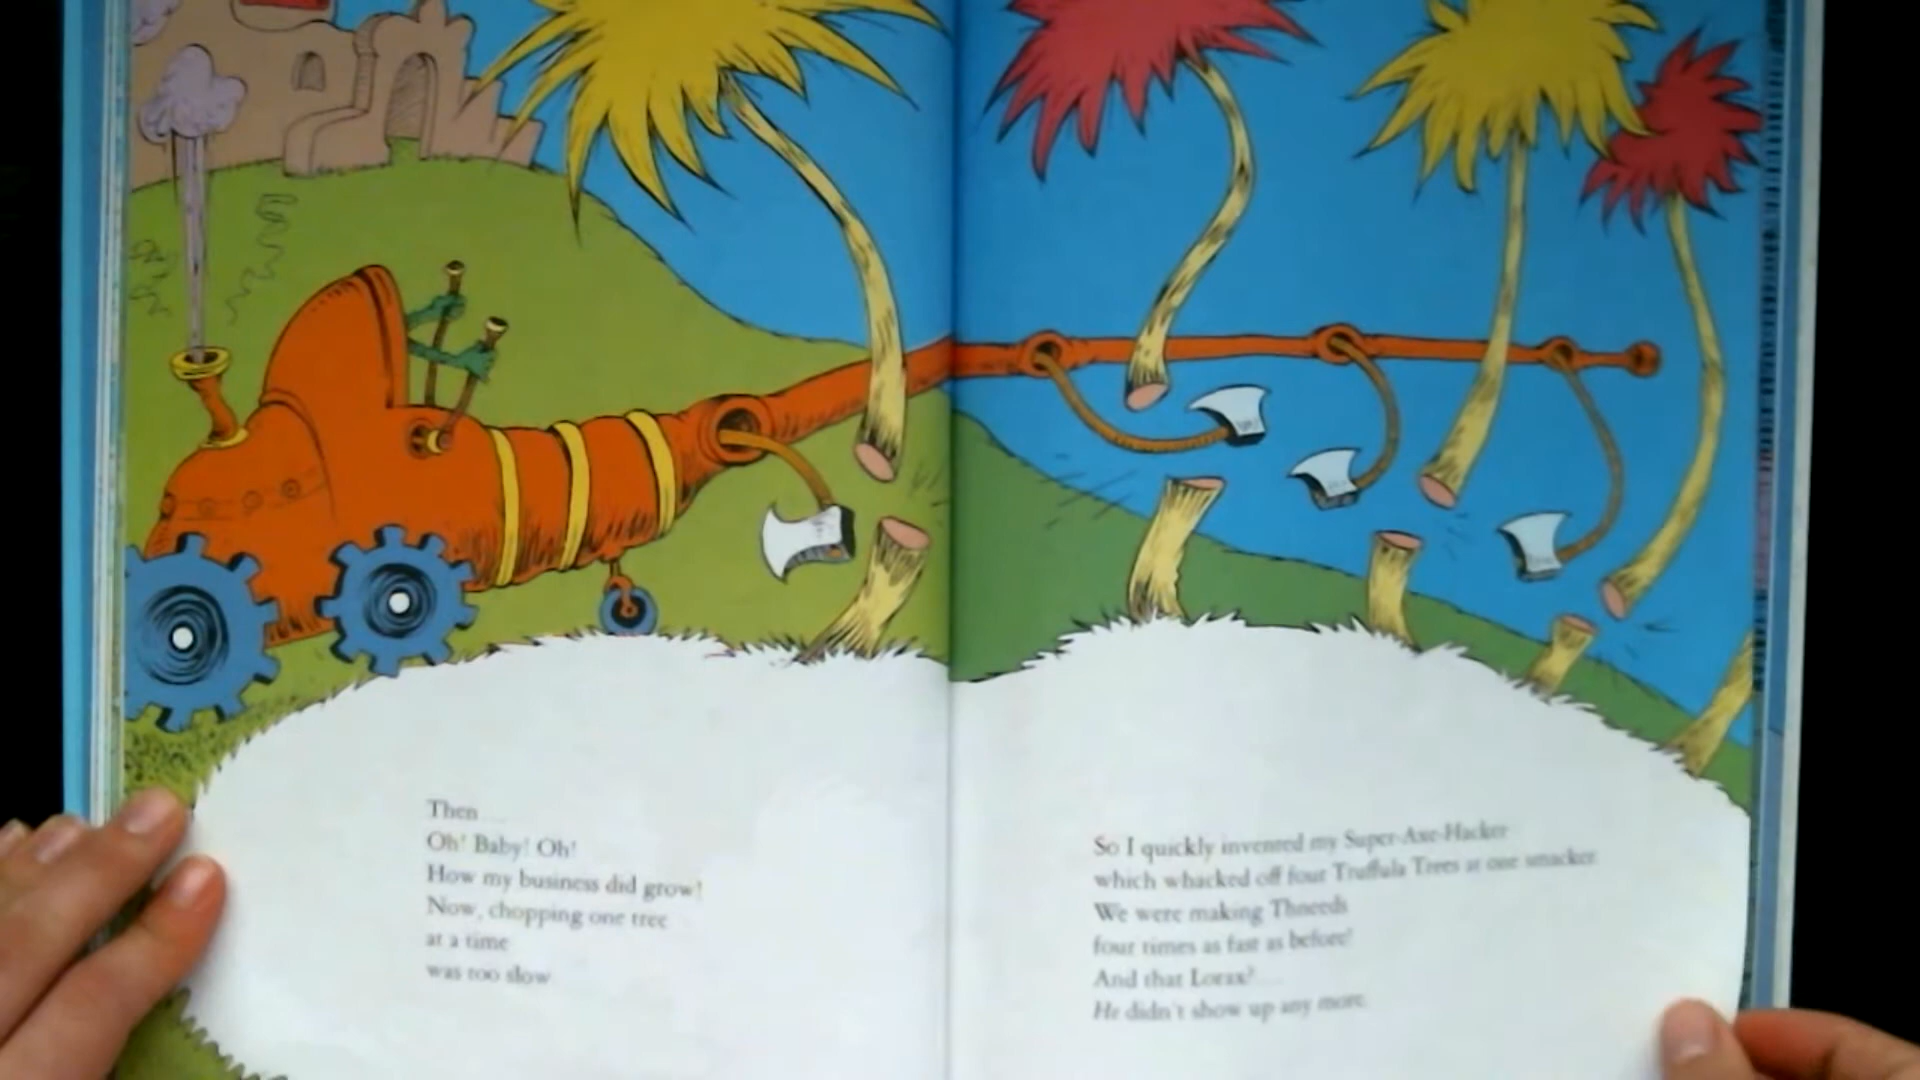 Then....
Oh! Baby! Oh!
How my business did grow!
Now, chopping one tree
at a time
was too slow.
So I quickly invented my Super-Axe-Hacker
which whacked off four Truffula Trees at one smacker.
We were making Thneeds
four times as fast as before!
And that Lorax?...
He didn't show up any more.